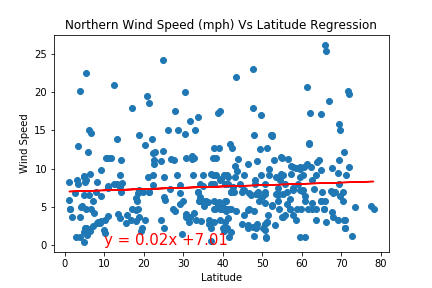 Northern Wind Speed (mph) Vs Latitude Regression
25
20
15
10
5
0
Wind Speed
y = 0.02x +7.01
0 10 20 30 40 50 60 70 80
Latitude